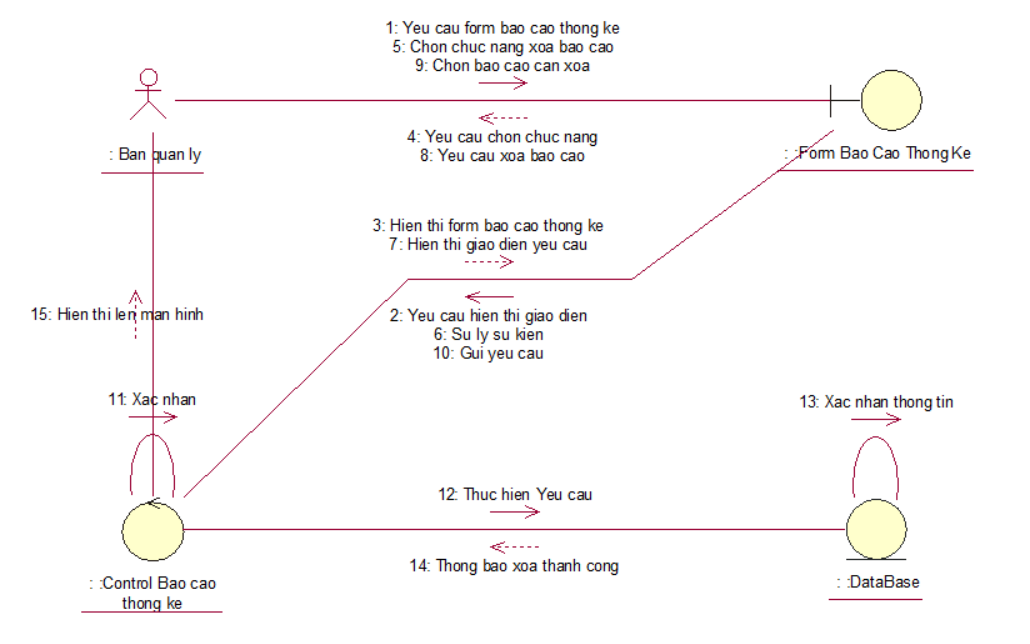 1: Yeu cau form bao cao thong ke
5: Chon chuc nang xoa bao cao
9: Chon bao cao can xoa
4: Yeu cau chon chuc nang
8: Yeu cau xoa bao cao
: Ban quan ly
: :Form Bao Cao Thong Ke
3: Hien thi form bao cao thong ke
7: Hien thi giao dien yeu cau
2: Yeu cau hien thi giao dien
6: Su ly su kien
10: Gui yeu cau
15: Hien thi len man hinh
11: Xac nhan
13: Xac nhan thong tin
12: Thuc hien Yeu cau
14: Thong bao xoa thanh cong
: :Control Bao cao
thong ke
: :DataBase